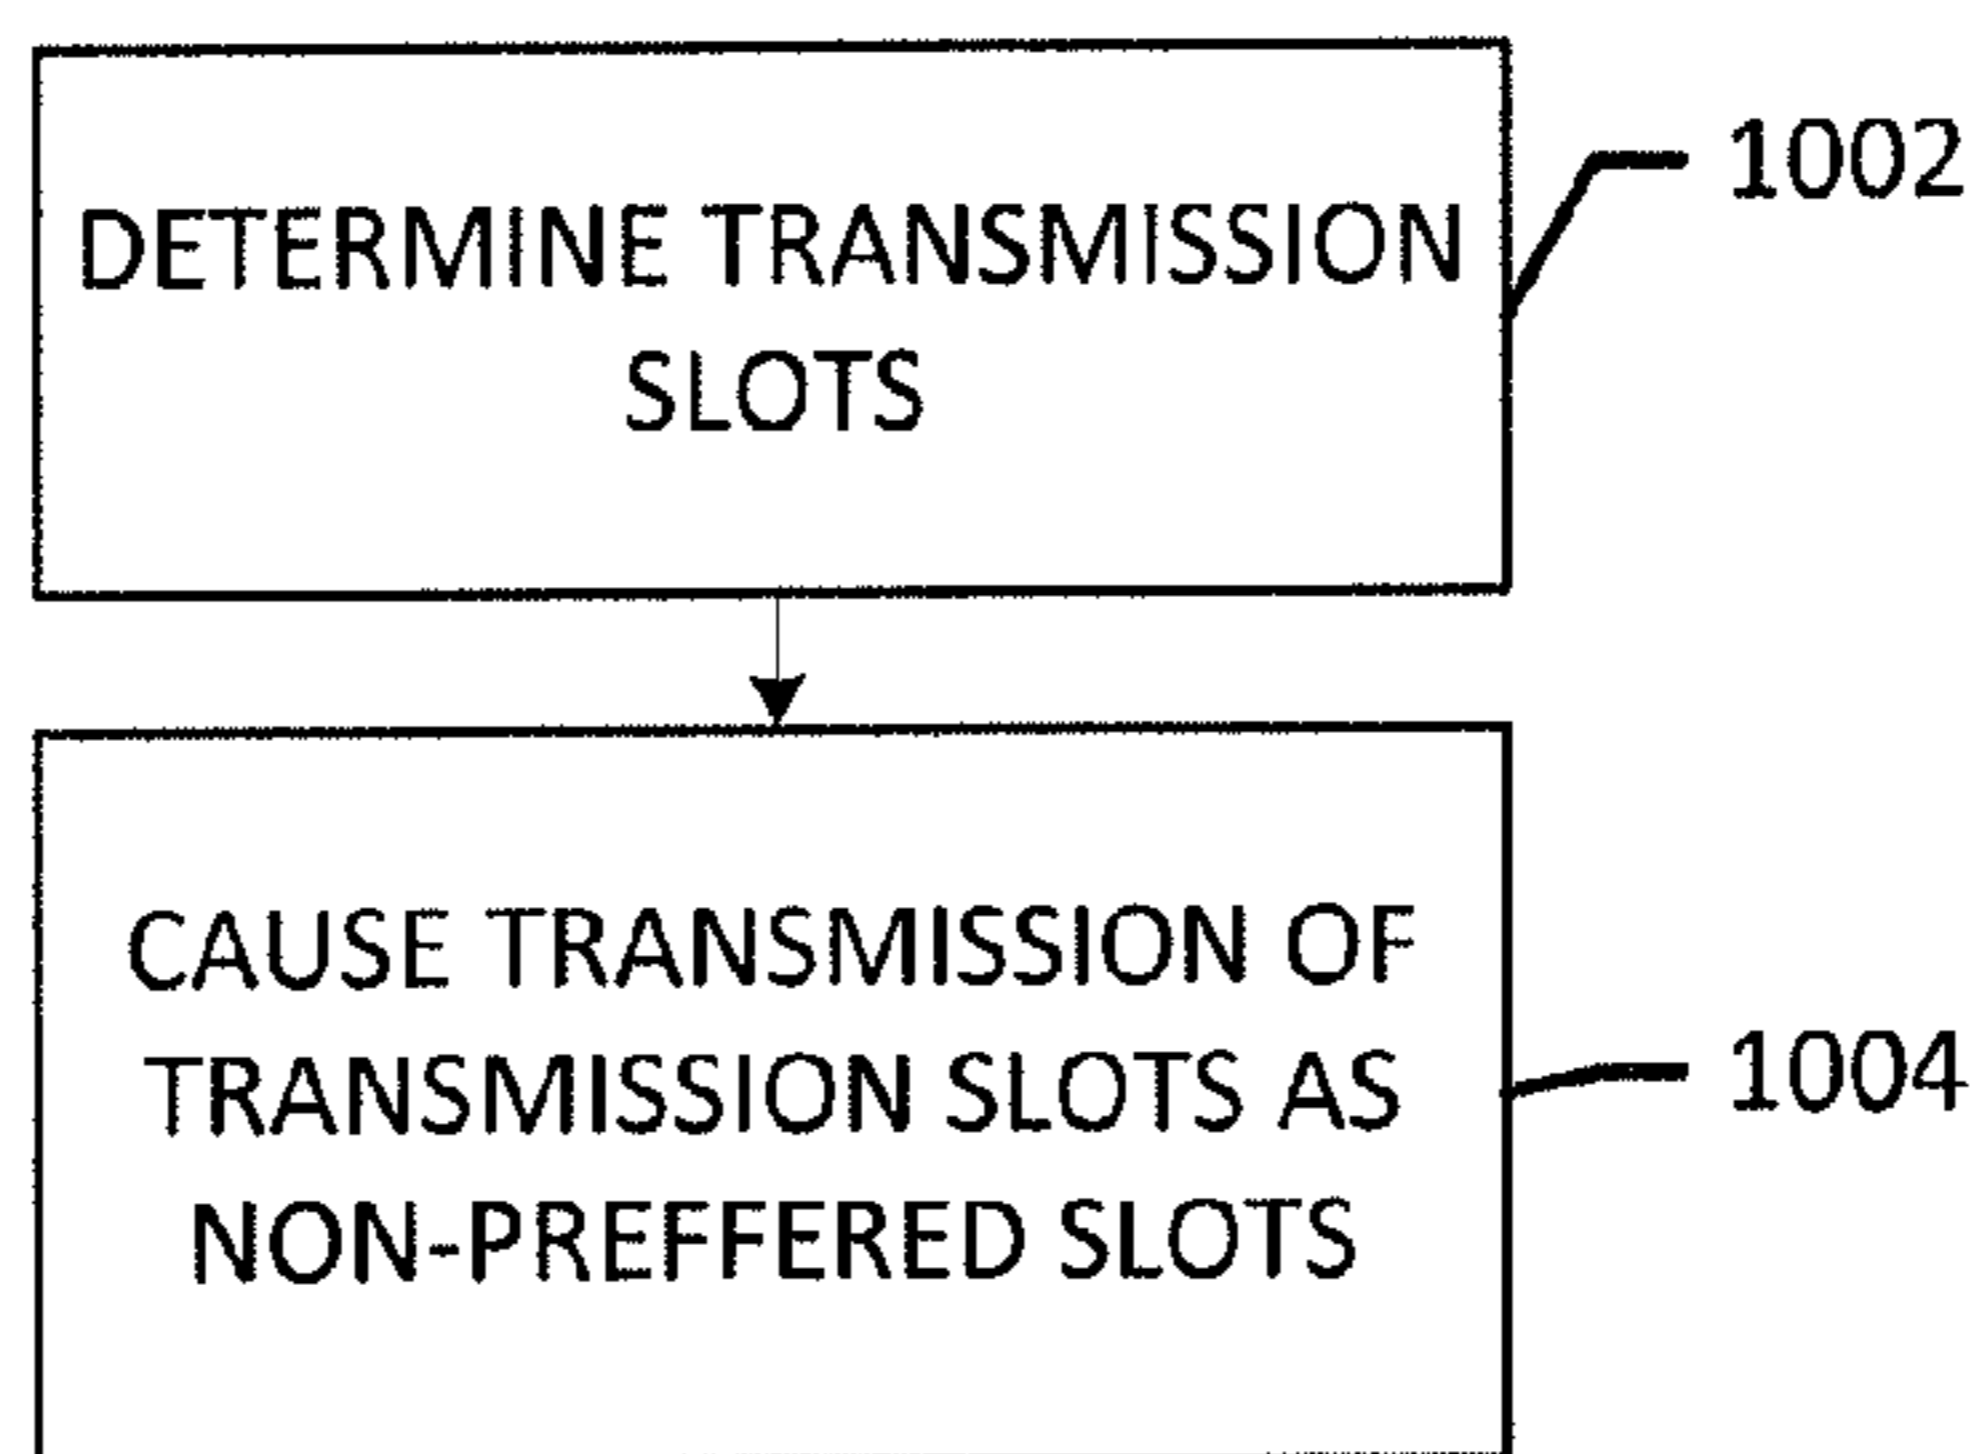 DETERMINE TRANSMISSION
SLOTS
1002
CAUSE TRANSMISSION OF
TRANSMISSION SLOTS AS
NON-PREFFERED SLOTS
1004